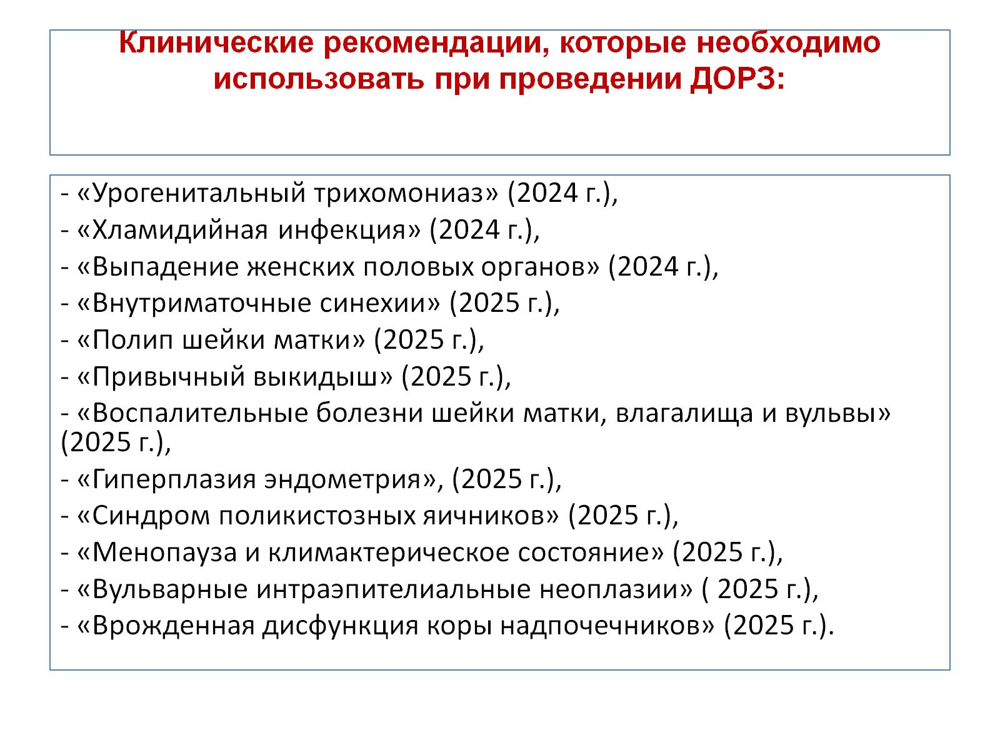 Клинические рекомендации, которые необходимо
использовать при проведении ДОРЗ:
- «Урогенитальный трихомониаз» (2024 г.),
- «Хламидийная инфекция» (2024 г.),
- «Выпадение женских половых органов» (2024 г.),
- «Внутриматочные синехии» (2025 г.),
- «Полип шейки матки» (2025 г.),
- «Привычный выкидыш» (2025 г.),
- «Воспалительные болезни шейки матки, влагалища и вульвы»
(2025 г.),
- «Гиперплазия эндометрия», (2025 г.),
- «Синдром поликистозных яичников» (2025 г.),
- «Менопауза и климактерическое состояние» (2025 г.),
- «Вульварные интраэпителиальные неоплазии» ( 2025 г.),
- «Врожденная дисфункция коры надпочечников» (2025 г.).